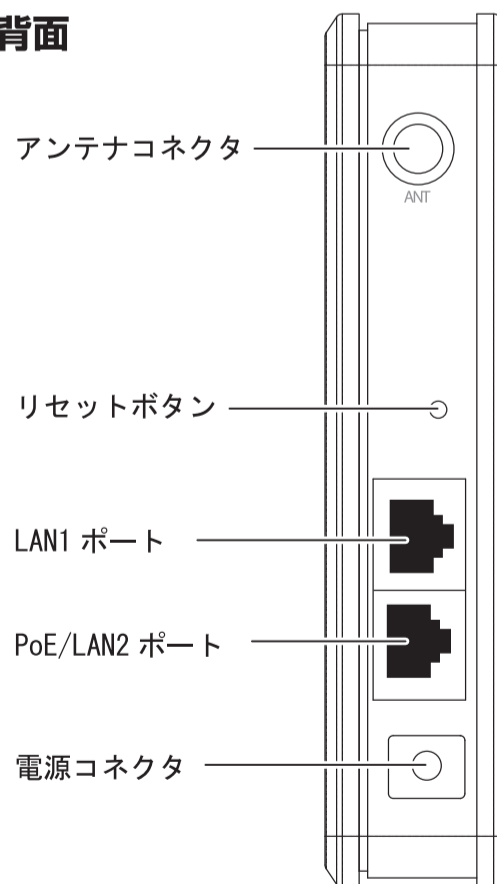 背面
アンテナコネクタ
ANT
リセットボタン
LAN1 ポート
PoE/LAN2 ポート
電源コネクタ